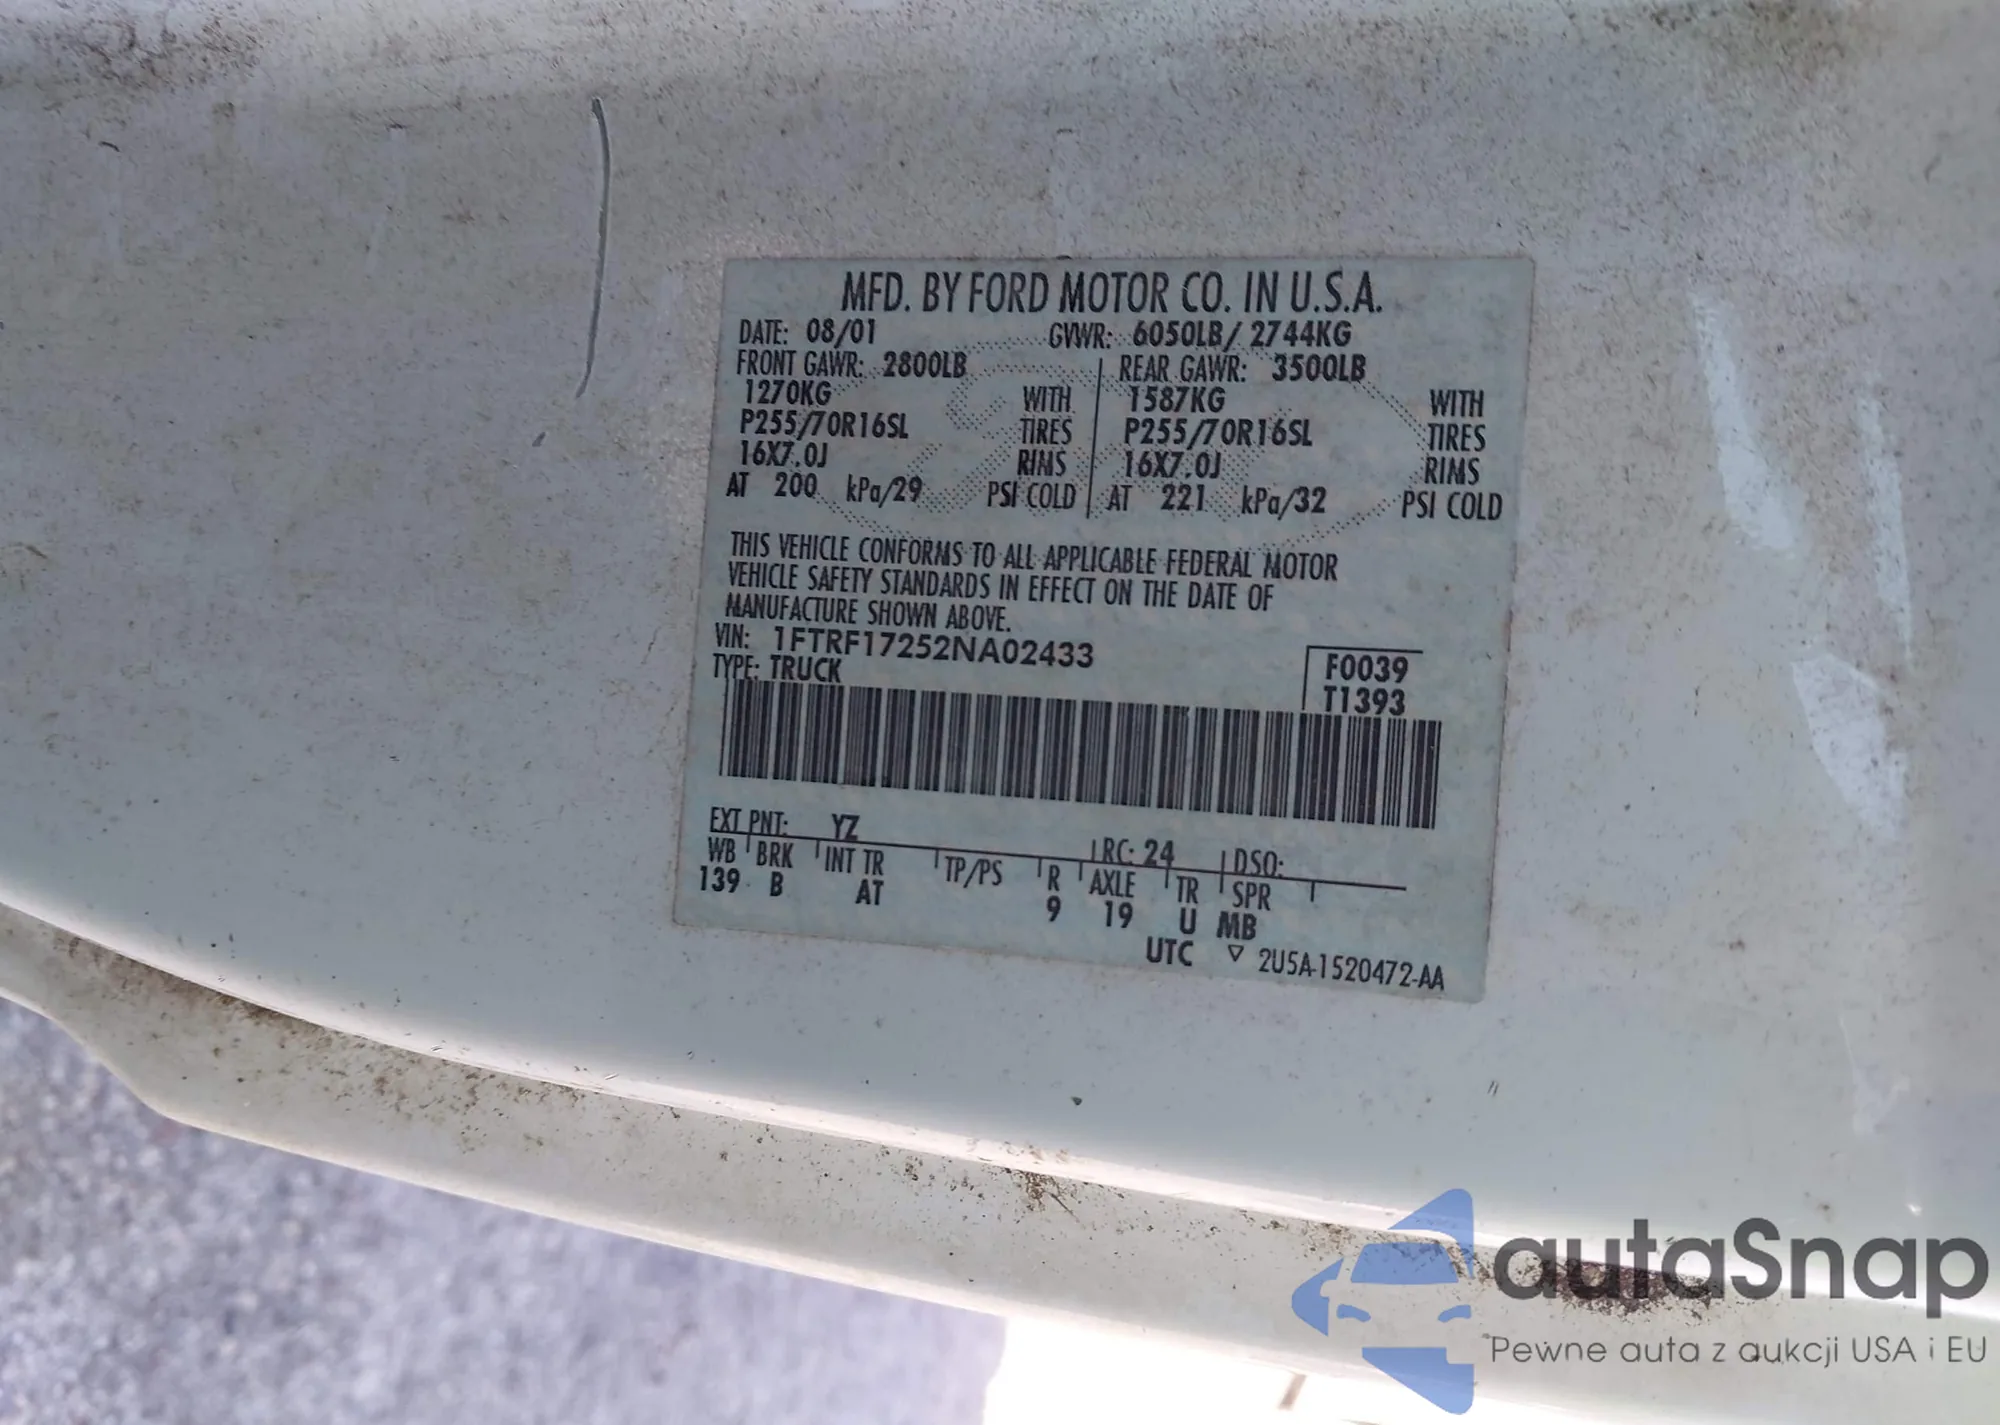 MFD. BY FORD MOTOR CO. IN U.S.A.
DATE: 08/01 GVWR: 6050LB/ 2744KG
FRONT GAWR: 2800LB REAR GAWR: 3500LB
1270KG WITH 1587KG WITH
P255/70R16SL TIRES P255/70R16SL TIRES
16X7.0J RIMS 16X7.0J RIMS
AT 200 kPa/29 PSI COLD AT 221 kPa/32 PSI COLD
THIS VEHICLE CONFORMS TO ALL APPLICABLE FEDERAL MOTOR
VEHICLE SAFETY STANDARDS IN EFFECT ON THE DATE OF
MANUFACTURE SHOWN ABOVE.
VIN: 1FTRF17252NA02433 F0039
TYPE: TRUCK T1393
EXT PNT: YZ RC: 24 DSO:
WB BRK INT TR TP/PS R AXLE TR SPR
139 B AT 9 19 U MB
UTC ▽ 2U5A-1520472-AA
autaSnap
Pewne auta z aukcji USA i EU